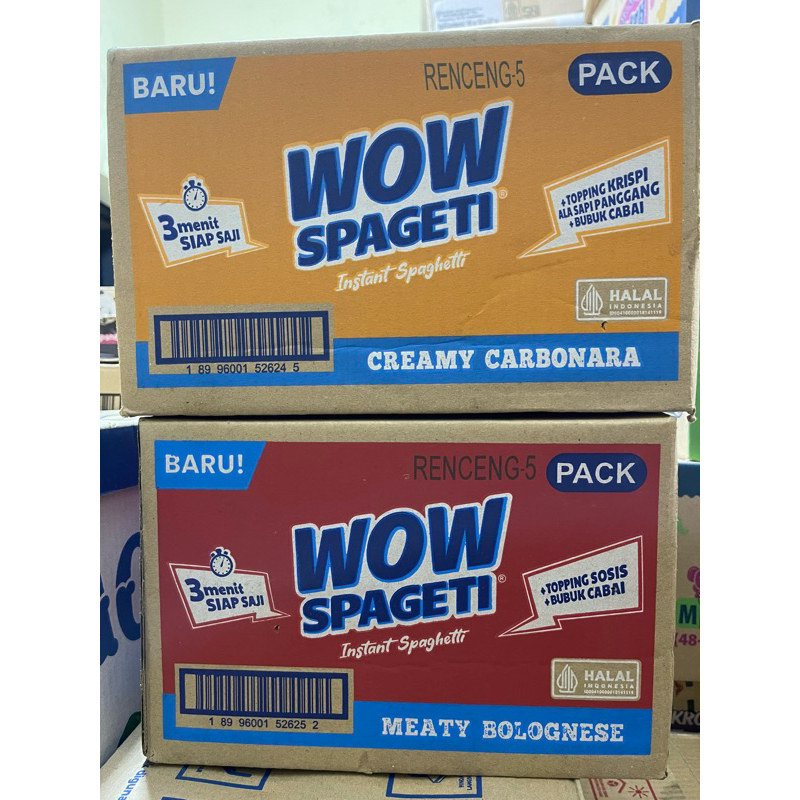 BARU!
RENCENG-5
PACK
WOW
SPAGETI®
Instant Spaghetti
3 menit
SIAP SAJI
+TOPPING KRISPI
ALA SAPI PANGGANG
+BUBUK CABAI
HALAL
INDONESIA
1 89 96001 52624 5
CREAMY CARBONARA
BARU!
RENCENG-5
PACK
WOW
SPAGETI®
Instant Spaghetti
3 menit
SIAP SAJI
+TOPPING SOSIS
+BUBUK CABAI
HALAL
INDONESIA
1 89 96001 52625 2
MEATY BOLOGNESE
M
(48-
KRO